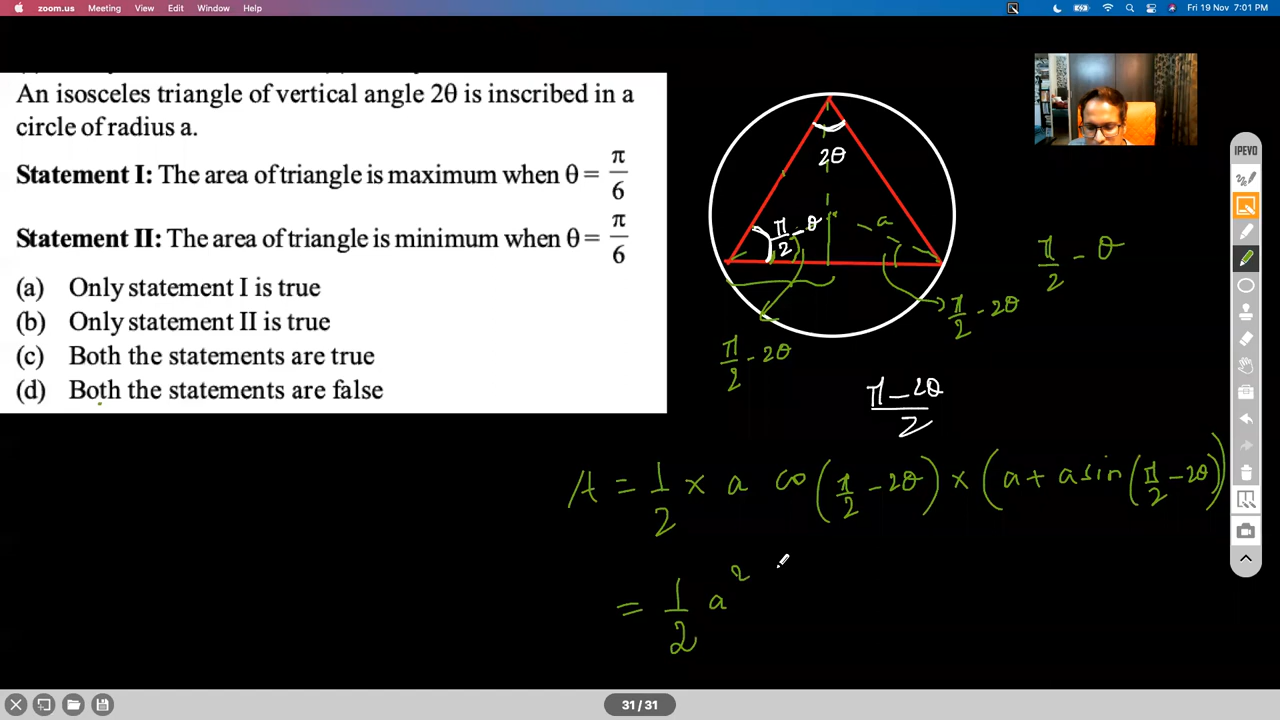 zoom.us Meeting View Edit Window Help Fri 19 Nov 7:01 PM
An isosceles triangle of vertical angle 2θ is inscribed in a
circle of radius a.
Statement I: The area of triangle is maximum when θ = π/6
Statement II: The area of triangle is minimum when θ = π/6
(a) Only statement I is true
(b) Only statement II is true
(c) Both the statements are true
(d) Both the statements are false
2θ
π/2 - θ
a
π/2 - θ
π/2 - 2θ
π/2 - 2θ
(π - 2θ)/2
A = 1/2 × a co(π/2 - 2θ) × (a + a sin(π/2 - 2θ)
= 1/2 a²
IPEVO
31/31